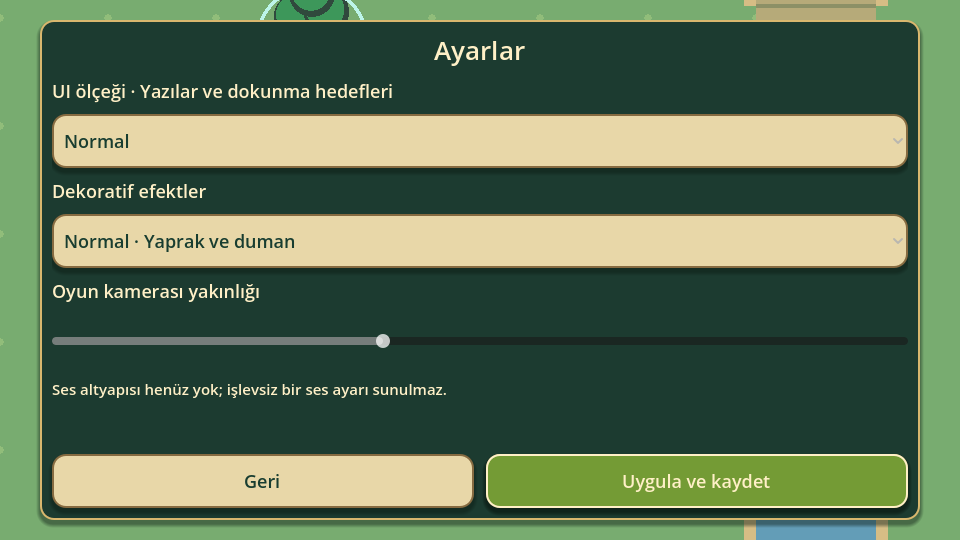 Ayarlar
UI ölçeği · Yazılar ve dokunma hedefleri
Normal
Dekoratif efektler
Normal · Yaprak ve duman
Oyun kamerası yakınlığı
Ses altyapısı henüz yok; işlevsiz bir ses ayarı sunulmaz.
Geri
Uygula ve kaydet